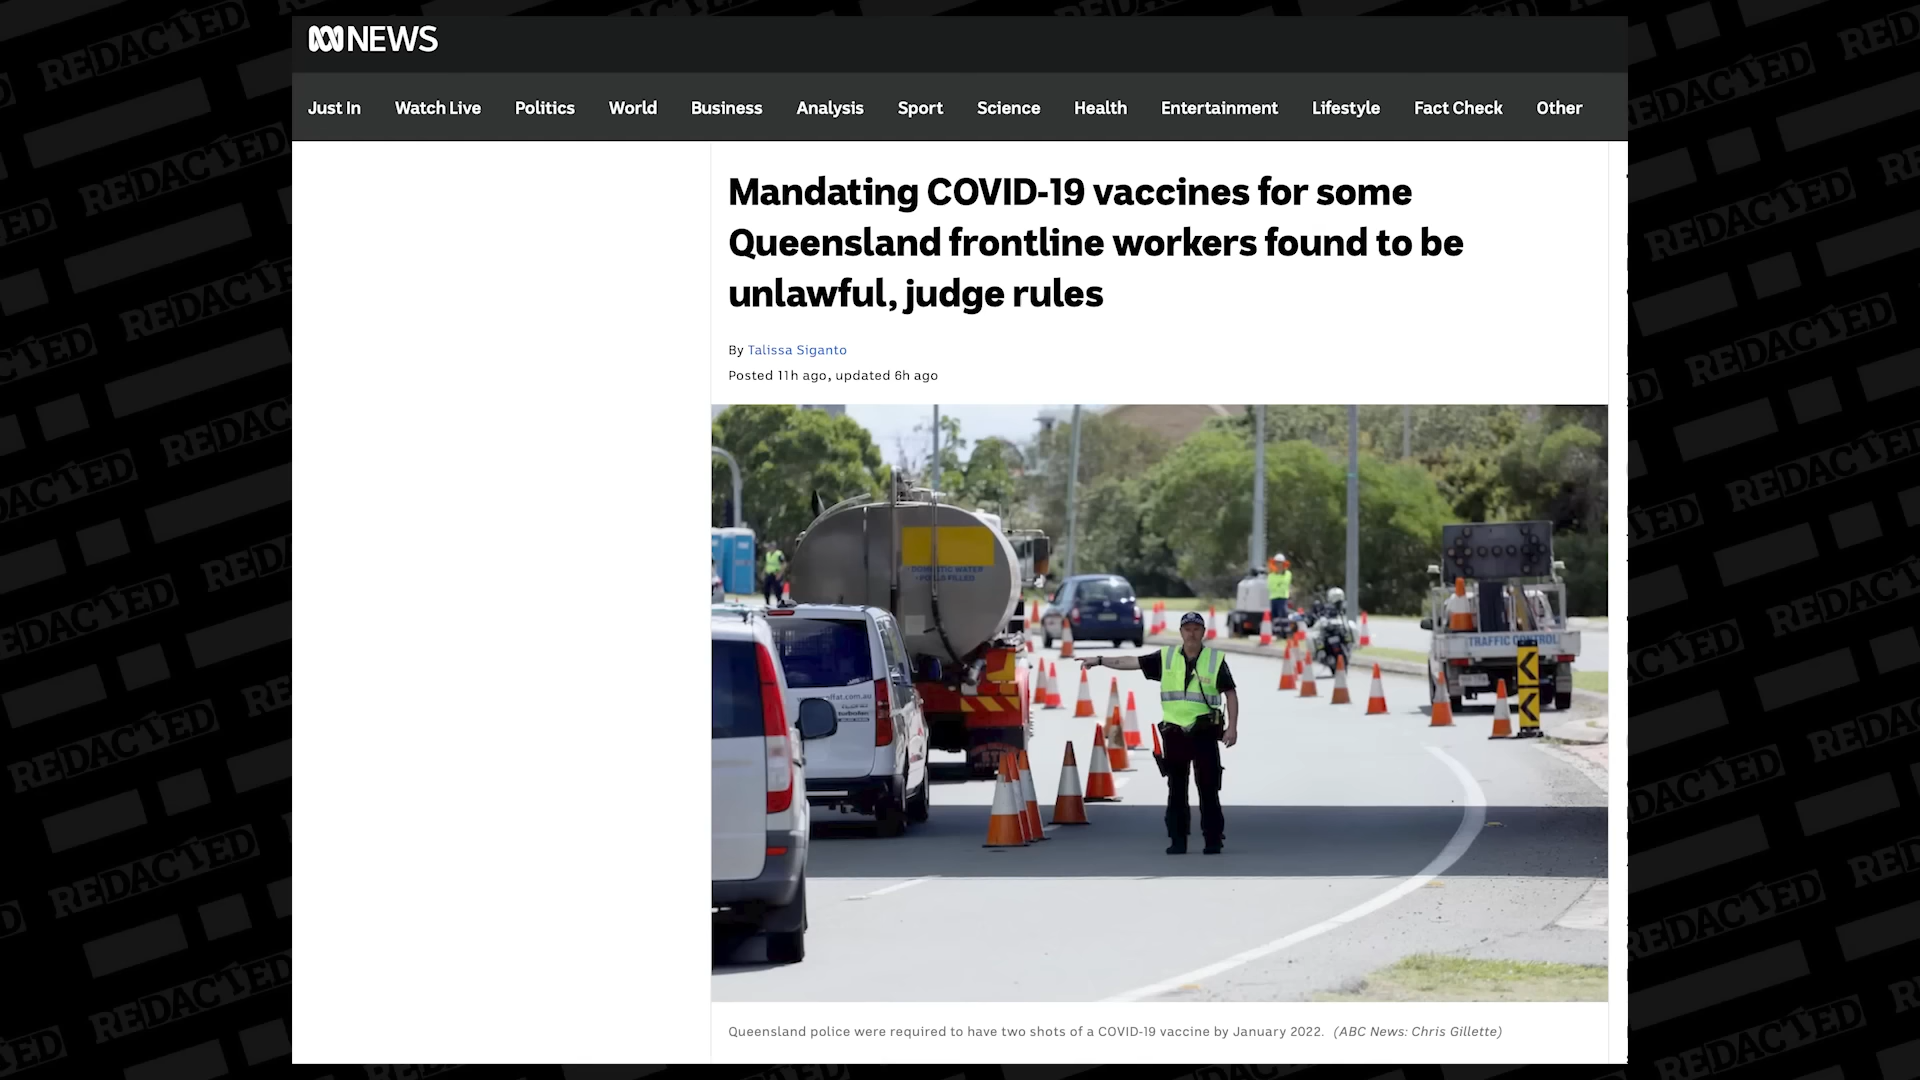 NEWS
Just In Watch Live Politics World Business Analysis Sport Science Health Entertainment Lifestyle Fact Check Other
Mandating COVID-19 vaccines for some
Queensland frontline workers found to be
unlawful, judge rules
By Talissa Siganto
Posted 11h ago, updated 6h ago
DOMESTIC WATER
TRAFFIC CONTROL
Queensland police were required to have two shots of a COVID-19 vaccine by January 2022. (ABC News: Chris Gillette)
REDACTED